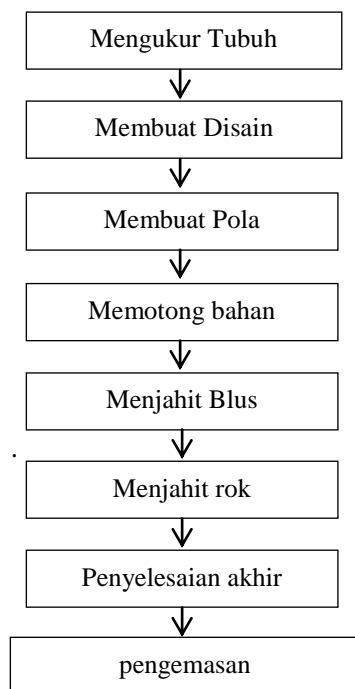 Mengukur Tubuh
Membuat Disain
Membuat Pola
Memotong bahan
Menjahit Blus
.
Menjahit rok
Penyelesaian akhir
pengemasan